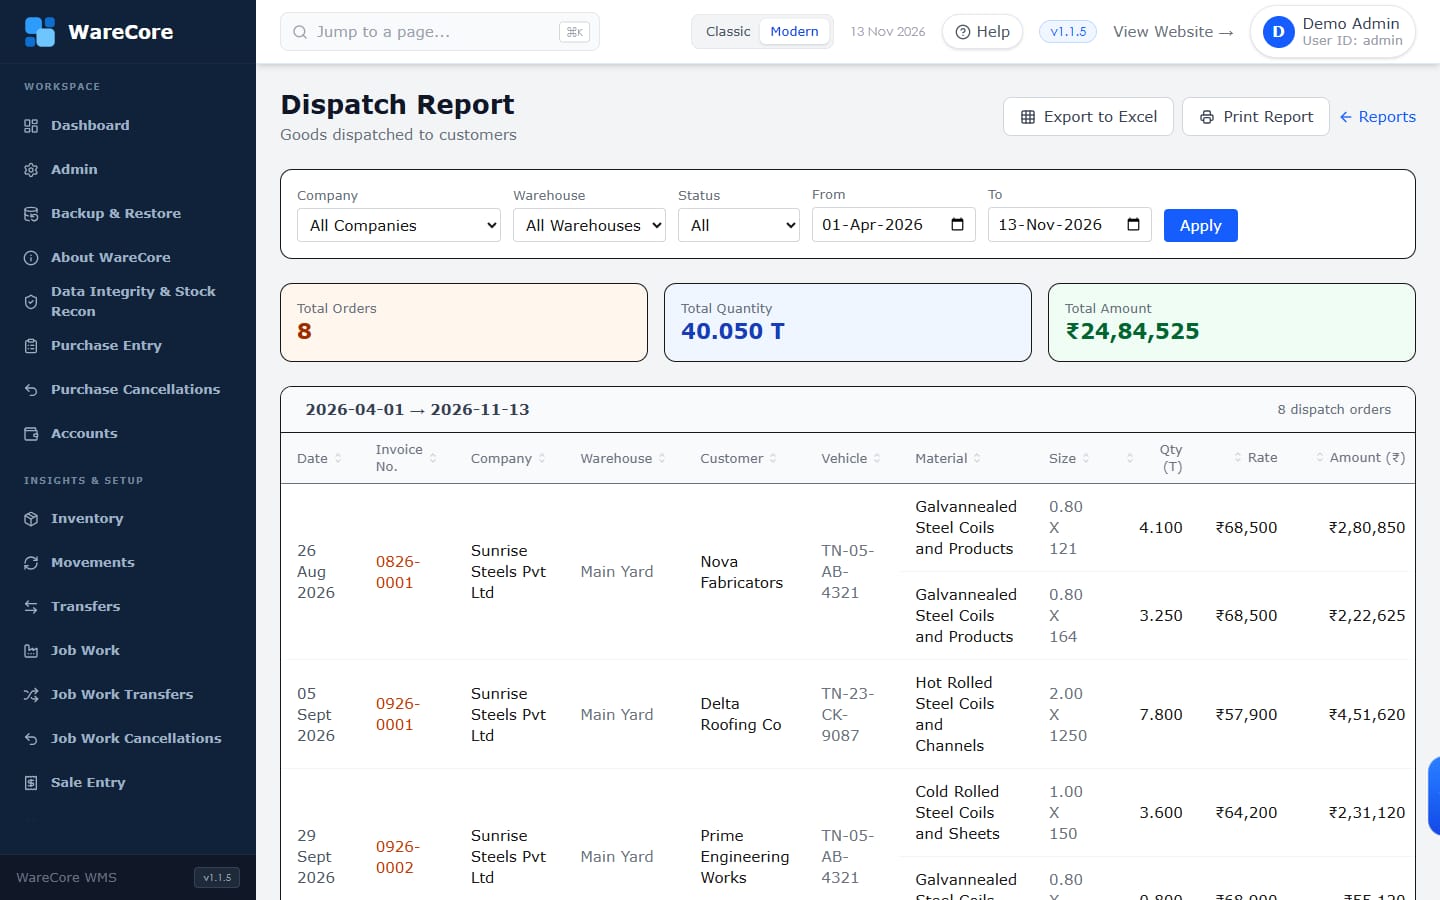 WareCore
WORKSPACE
Dashboard
Admin
Backup & Restore
About WareCore
Data Integrity & Stock
Recon
Purchase Entry
Purchase Cancellations
Accounts
INSIGHTS & SETUP
Inventory
Movements
Transfers
Job Work
Job Work Transfers
Job Work Cancellations
Sale Entry
WareCore WMS
v1.1.5
Jump to a page...
⌘K
Classic
Modern
13 Nov 2026
Help
v1.1.5
View Website →
D
Demo Admin
User ID: admin
Dispatch Report
Goods dispatched to customers
Export to Excel
Print Report
← Reports
Company
Warehouse
Status
From
To
All Companies
All Warehouses
All
01-Apr-2026
13-Nov-2026
Apply
Total Orders
8
Total Quantity
40.050 T
Total Amount
₹24,84,525
2026-04-01 → 2026-11-13
8 dispatch orders
Date
Invoice
No.
Company
Warehouse
Customer
Vehicle
Material
Size
Qty
(T)
Rate
Amount (₹)
26
Aug
2026
0826-
0001
Sunrise
Steels Pvt
Ltd
Main Yard
Nova
Fabricators
TN-05-
AB-
4321
Galvannealed
Steel Coils
and Products
0.80
X
121
4.100
₹68,500
₹2,80,850
Galvannealed
Steel Coils
and Products
0.80
X
164
3.250
₹68,500
₹2,22,625
05
Sept
2026
0926-
0001
Sunrise
Steels Pvt
Ltd
Main Yard
Delta
Roofing Co
TN-23-
CK-
9087
Hot Rolled
Steel Coils
and
Channels
2.00
X
1250
7.800
₹57,900
₹4,51,620
29
Sept
2026
0926-
0002
Sunrise
Steels Pvt
Ltd
Main Yard
Prime
Engineering
Works
TN-05-
AB-
4321
Cold Rolled
Steel Coils
and Sheets
1.00
X
150
3.600
₹64,200
₹2,31,120
Galvannealed
Steel Coils
0.80
X
0.800
₹68,900
₹55,120